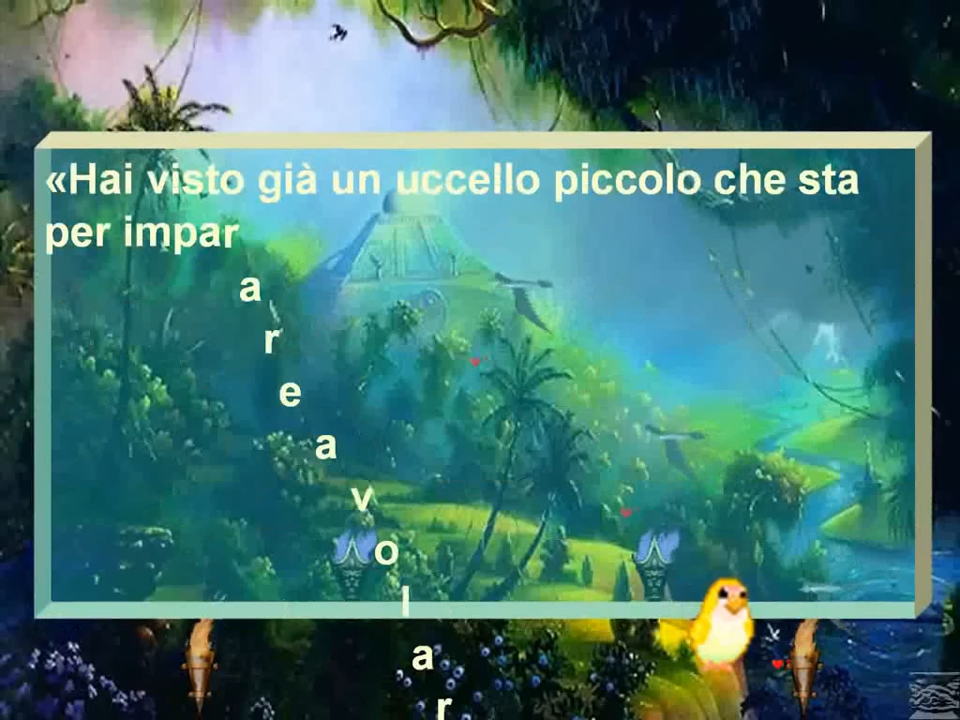 «Hai visto già un uccello piccolo che sta
per impar
a
r
e
a
v
o
l
a
r